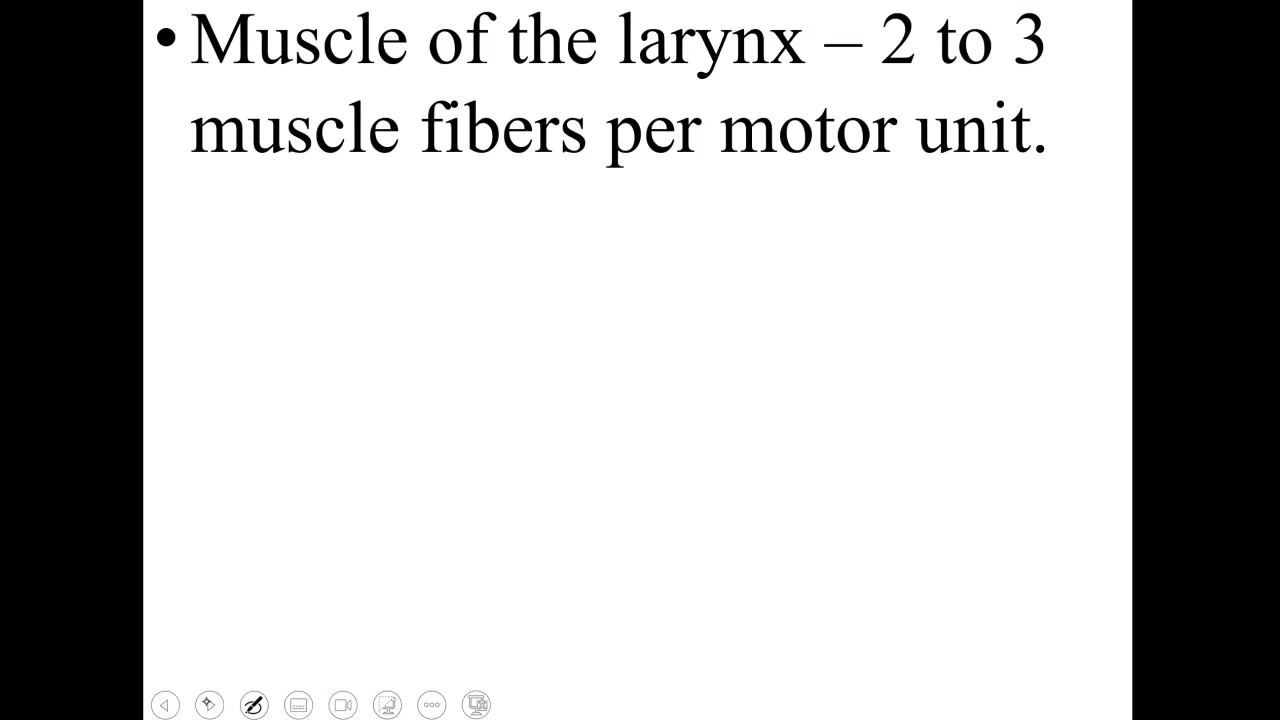 • Muscle of the larynx – 2 to 3
muscle fibers per motor unit.